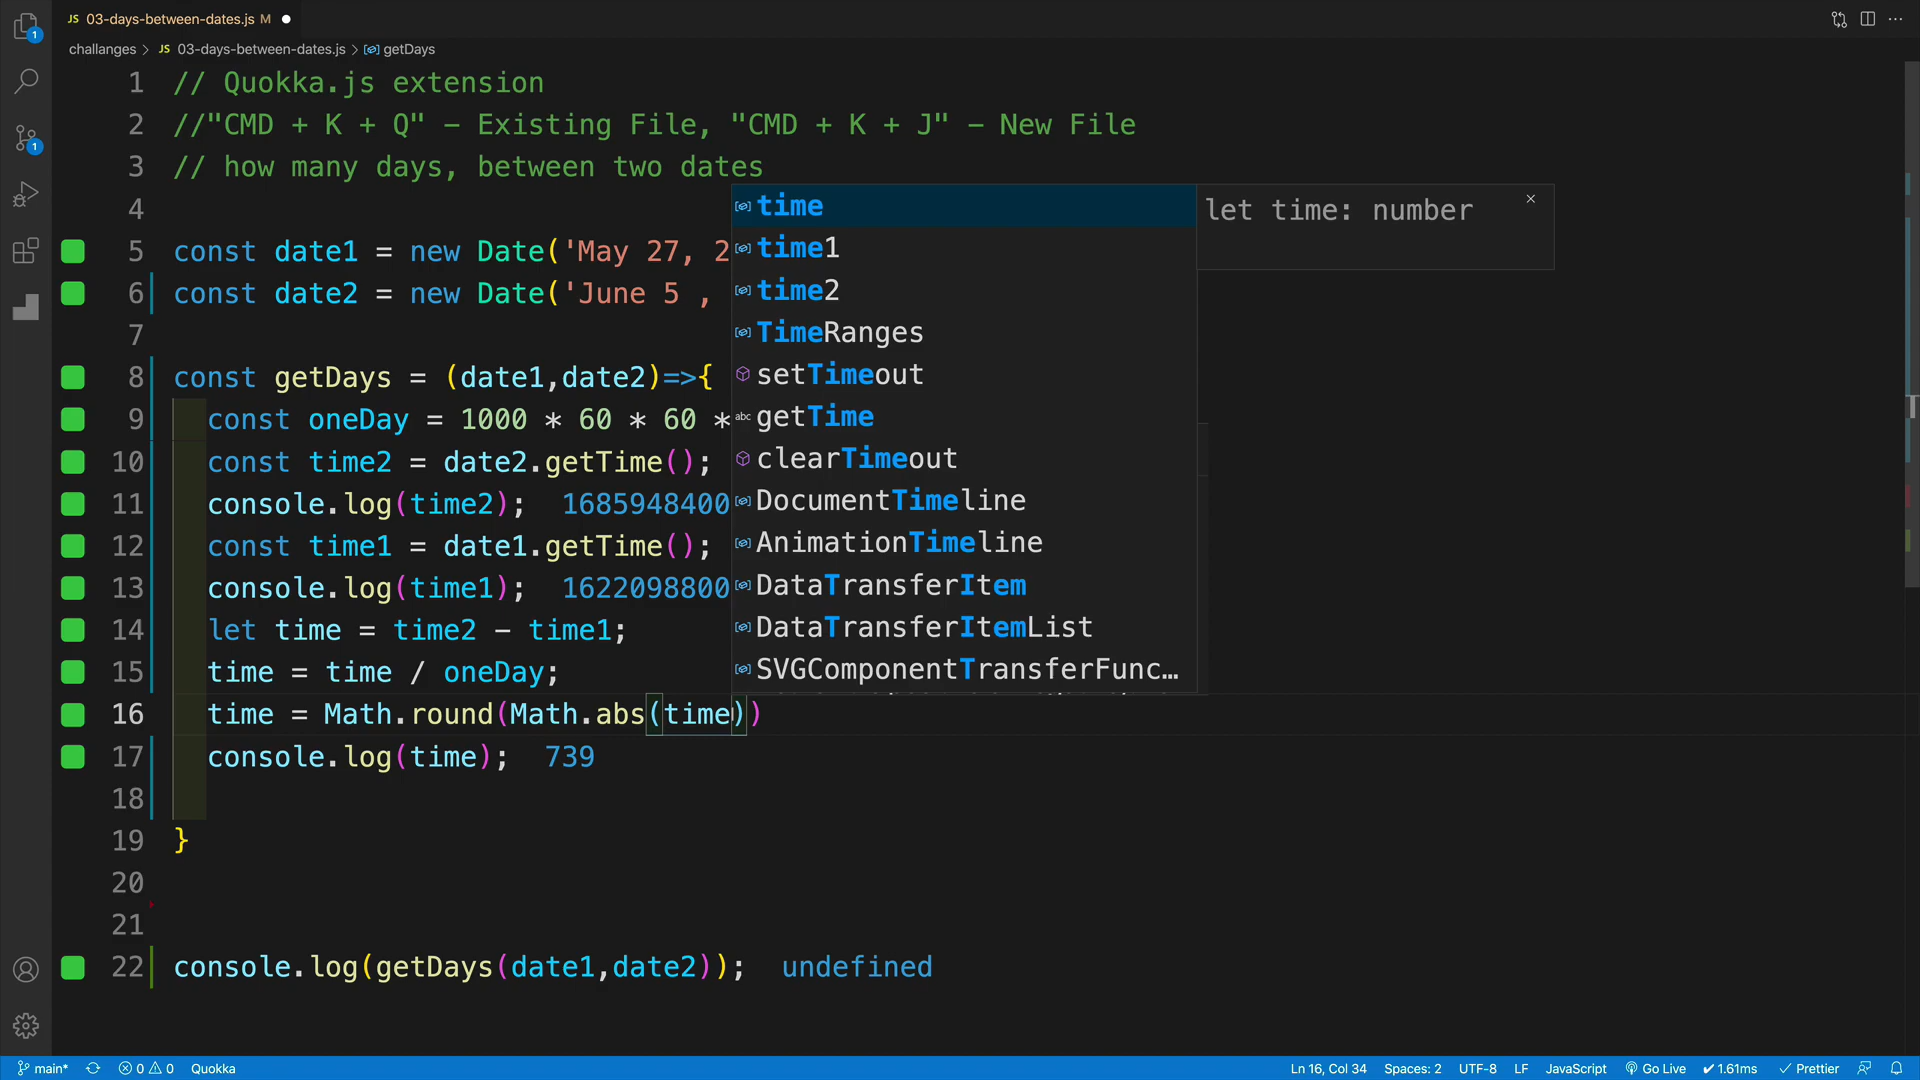 JS 03-days-between-dates.js M
challanges > JS 03-days-between-dates.js > getDays
1 // Quokka.js extension
2 //"CMD + K + Q" - Existing File, "CMD + K + J" - New File
3 // how many days, between two dates
4
5 const date1 = new Date('May 27, 2
6 const date2 = new Date('June 5 ,
7
8 const getDays = (date1,date2)=>{
9 const oneDay = 1000 * 60 * 60 *
10 const time2 = date2.getTime();
11 console.log(time2); 1685948400
12 const time1 = date1.getTime();
13 console.log(time1); 1622098800
14 let time = time2 - time1;
15 time = time / oneDay;
16 time = Math.round(Math.abs(time))
17 console.log(time); 739
18
19 }
20
21
22 console.log(getDays(date1,date2)); undefined
time
time1
time2
TimeRanges
setTimeout
abc getTime
clearTimeout
DocumentTimeline
AnimationTimeline
DataTransferItem
DataTransferItemList
SVGComponentTransferFunc…
let time: number
1
1
main* 0 0 Quokka
Ln 16, Col 34 Spaces: 2 UTF-8 LF JavaScript Go Live ✔ 1.61ms ✓ Prettier